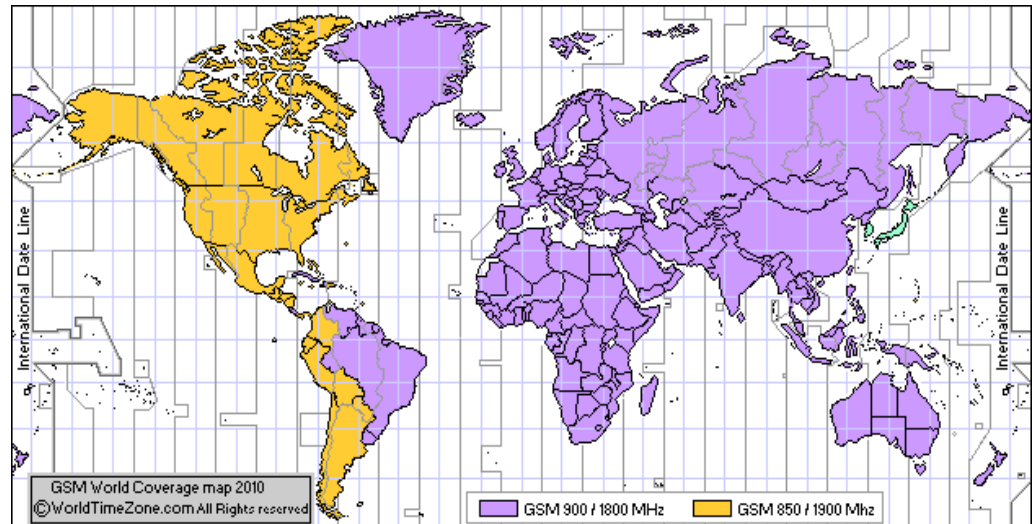 International Date Line
International Date Line
GSM World Coverage map 2010
©WorldTimeZone.com All Rights reserved
GSM 900 / 1800 MHz
GSM 850 / 1900 Mhz